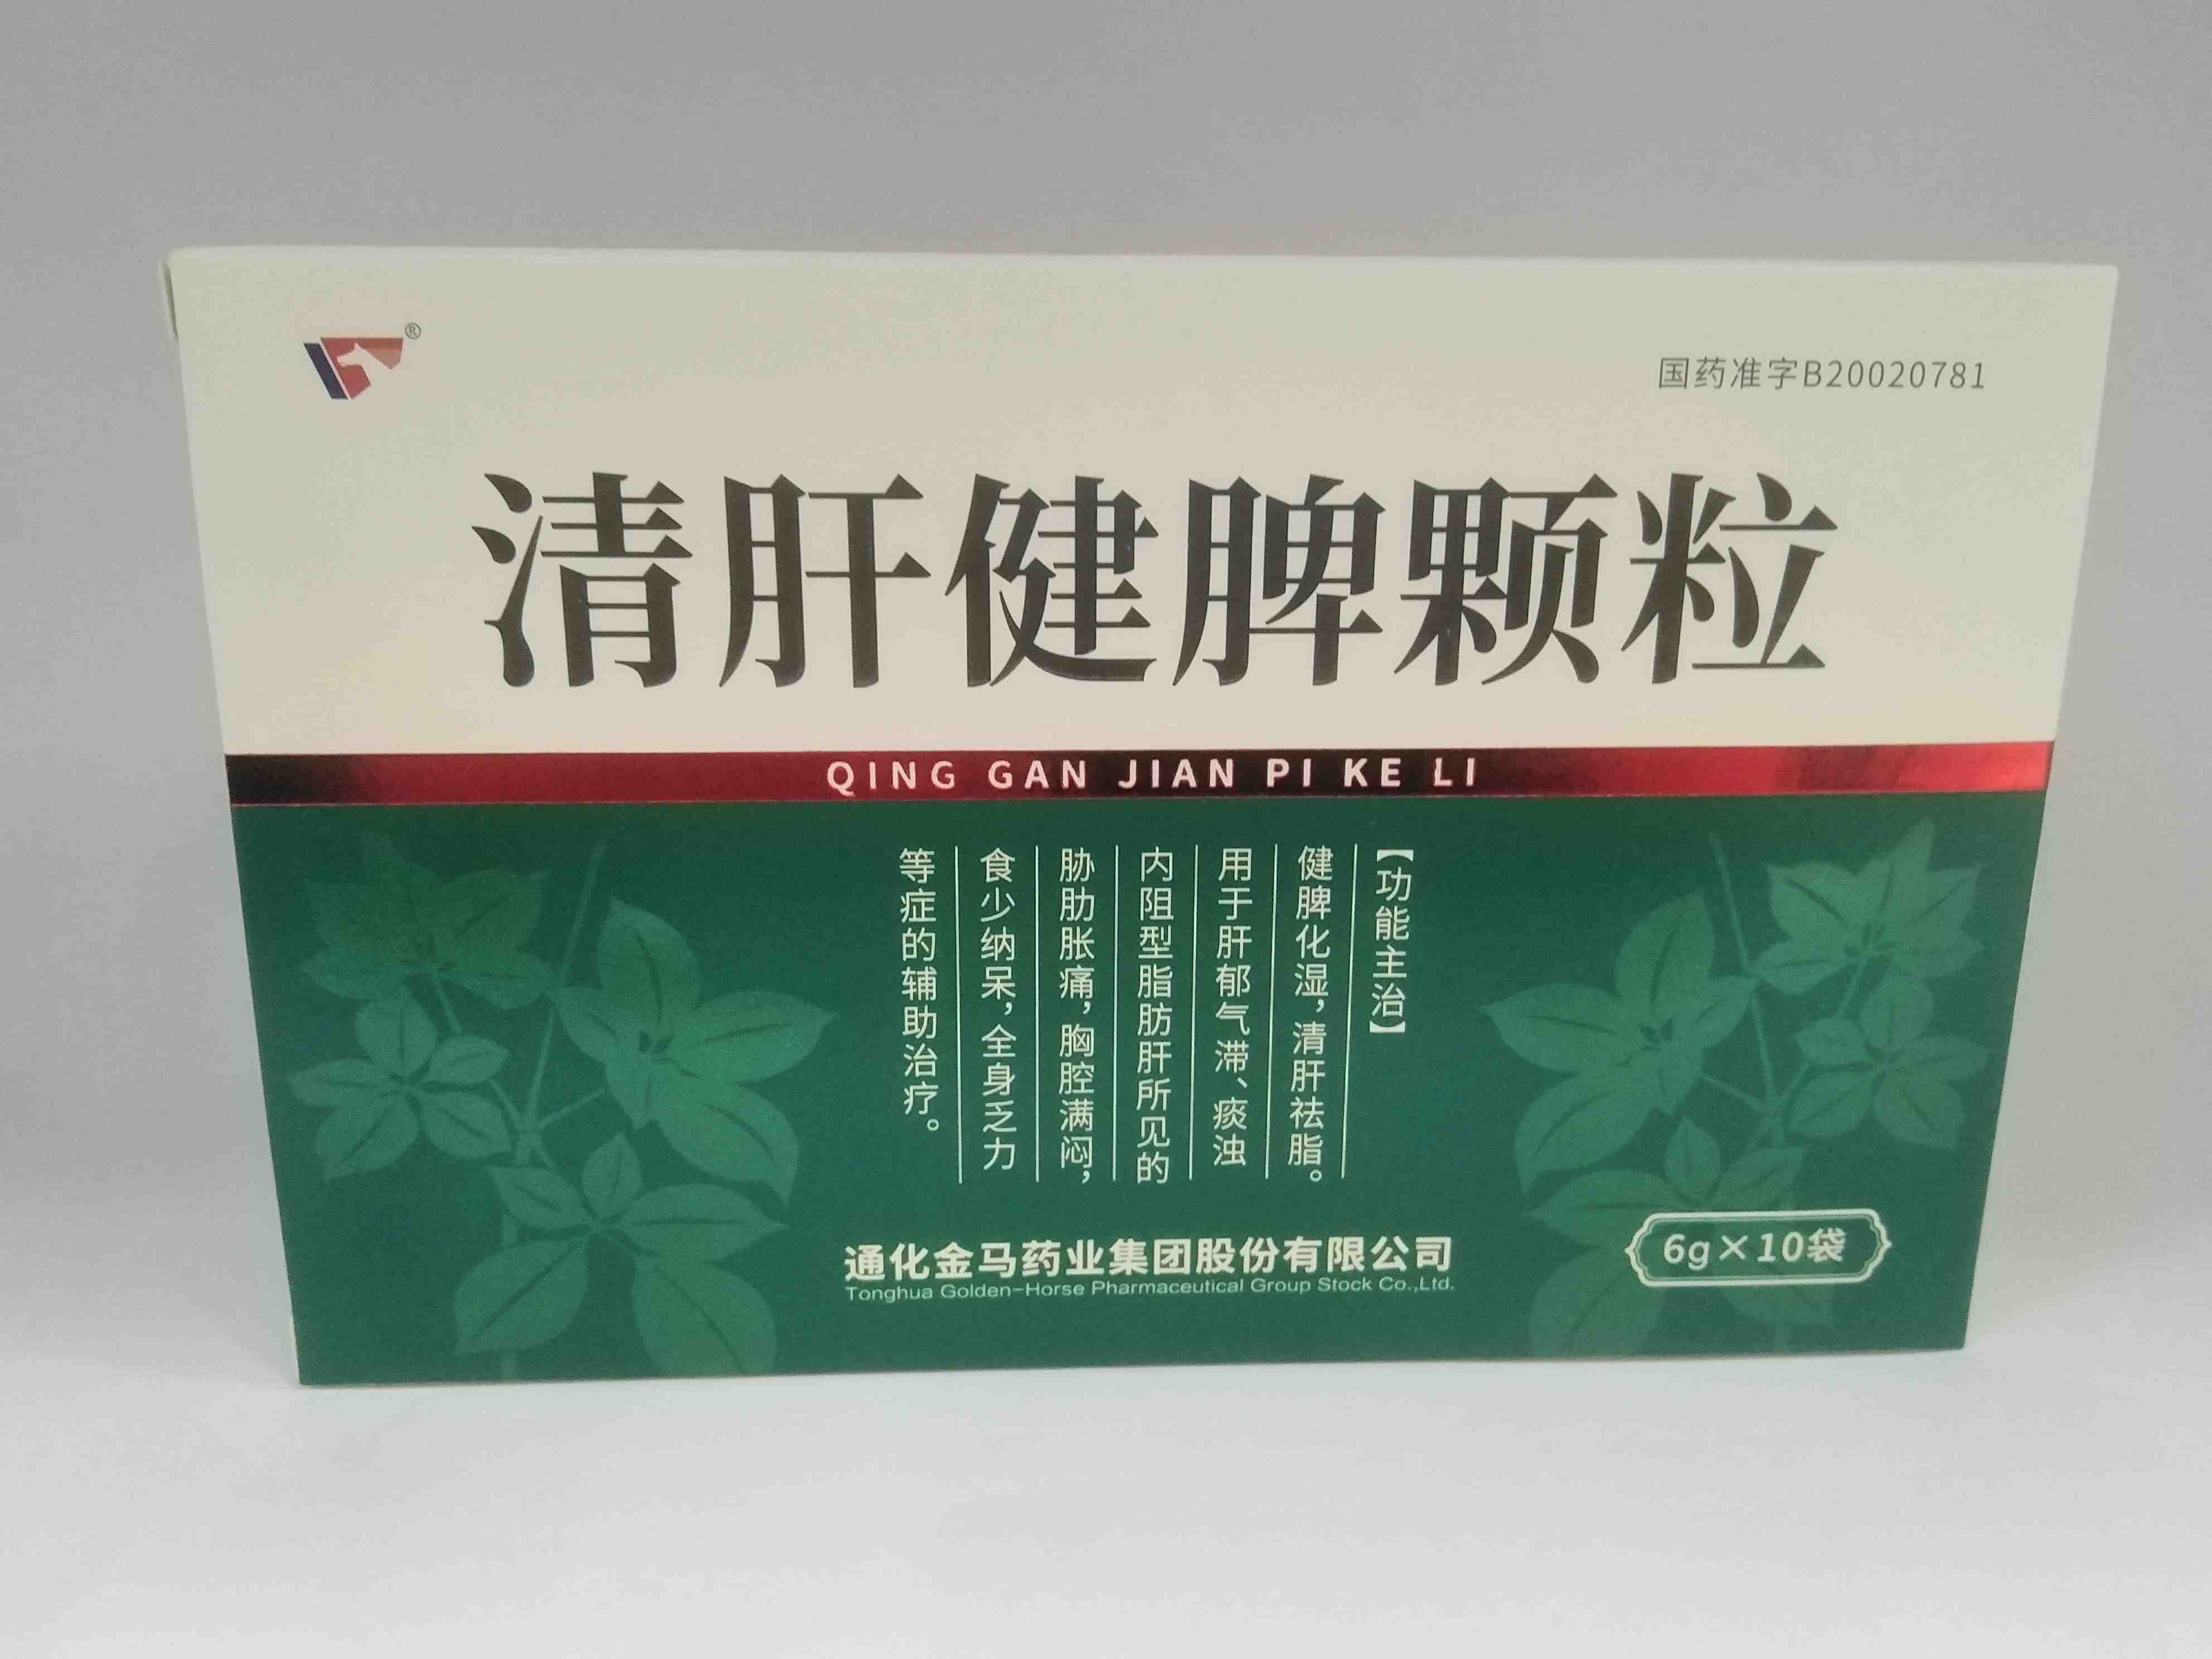 ®
国药准字B20020781
清肝健脾颗粒
QING GAN JIAN PI KE LI
【功能主治】
健脾化湿，清肝祛脂。
用于肝郁气滞、痰浊
内阻型脂肪肝所见的
胁肋胀痛，胸腔满闷，
食少纳呆，全身乏力
等症的辅助治疗。
通化金马药业集团股份有限公司
Tonghua Golden-Horse Pharmaceutical Group Stock Co.,Ltd.
6g×10袋